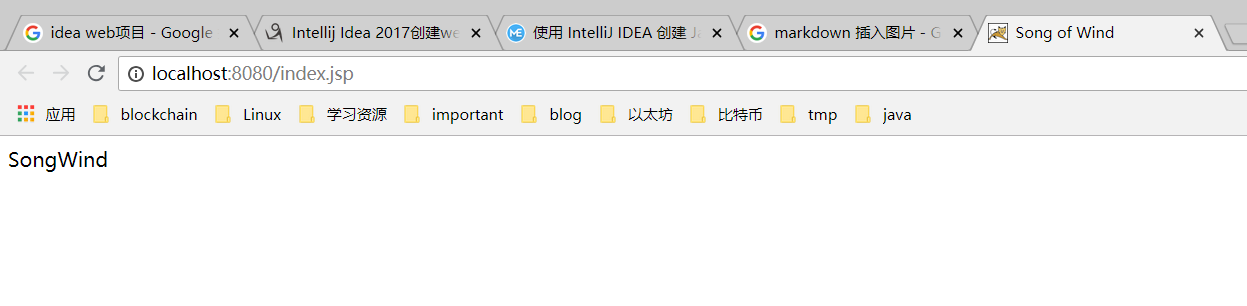 idea web项目 - Google
Intellij Idea 2017创建we
使用 IntelliJ IDEA 创建 Ja
markdown 插入图片 - G
Song of Wind
localhost:8080/index.jsp
应用 blockchain Linux 学习资源 important blog 以太坊 比特币 tmp java
SongWind